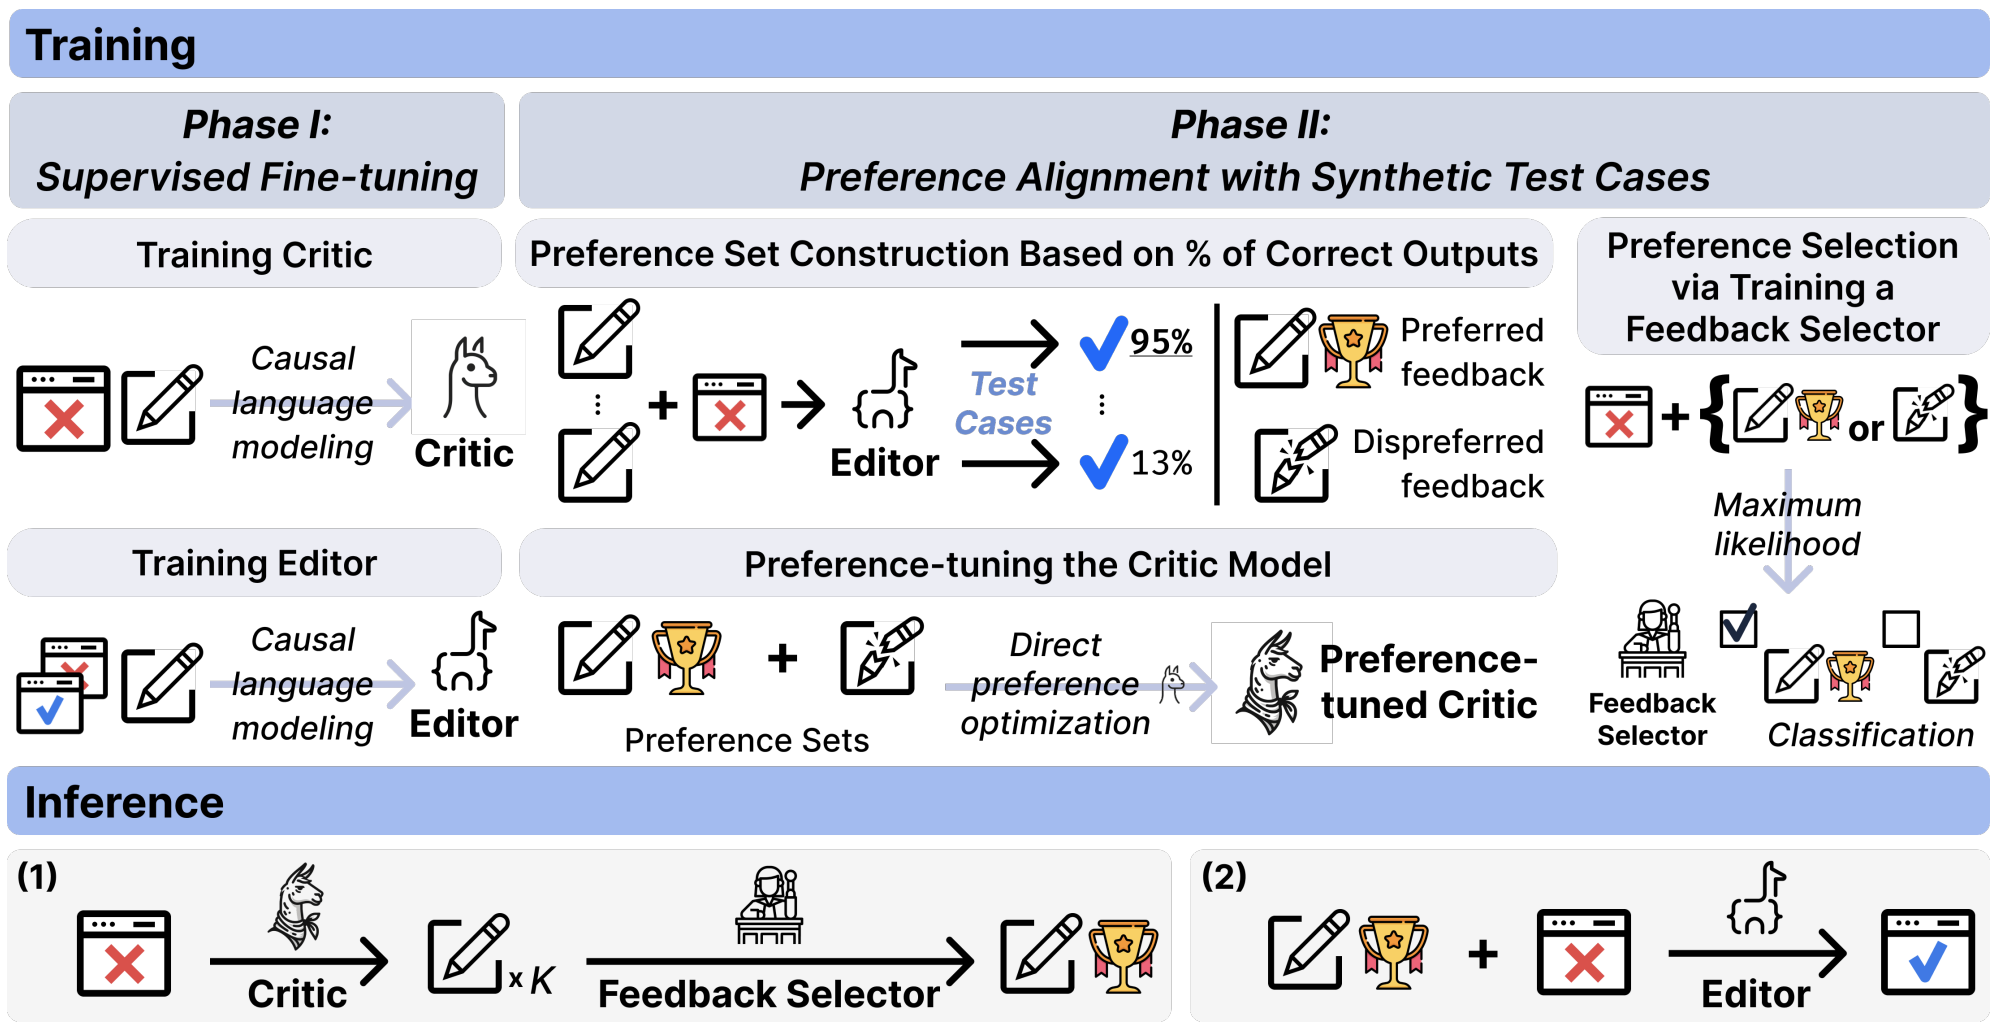 Training
Phase I:
Supervised Fine-tuning
Phase II:
Preference Alignment with Synthetic Test Cases
Training Critic
Causal
language
modeling
Critic
Preference Set Construction Based on % of Correct Outputs
Editor
Test
Cases
95%
13%
Preferred
feedback
Dispreferred
feedback
Preference Selection
via Training a
Feedback Selector
+ { or }
Maximum
likelihood
Feedback
Selector
Classification
Training Editor
Causal
language
modeling
Editor
Preference-tuning the Critic Model
+
Preference Sets
Direct
preference
optimization
Preference-
tuned Critic
Inference
(1)
Critic
x K
Feedback Selector
(2)
+
Editor